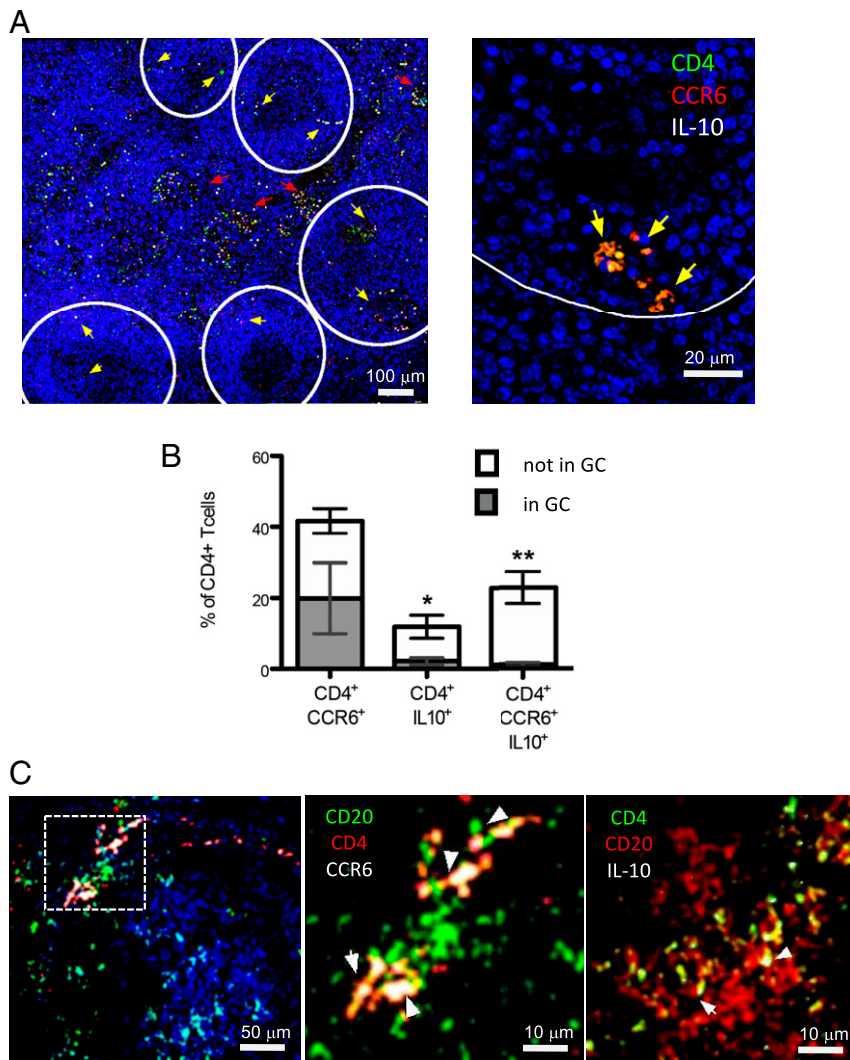 A
CD4
CCR6
IL-10
100 μm
20 μm
B
60
40
20
0
% of CD4+ Tcells
not in GC
in GC
*
**
CD4+
CCR6+
CD4+
IL10+
CD4+
CCR6+
IL10+
C
CD20
CD4
CCR6
CD4
CD20
IL-10
50 μm
10 μm
10 μm